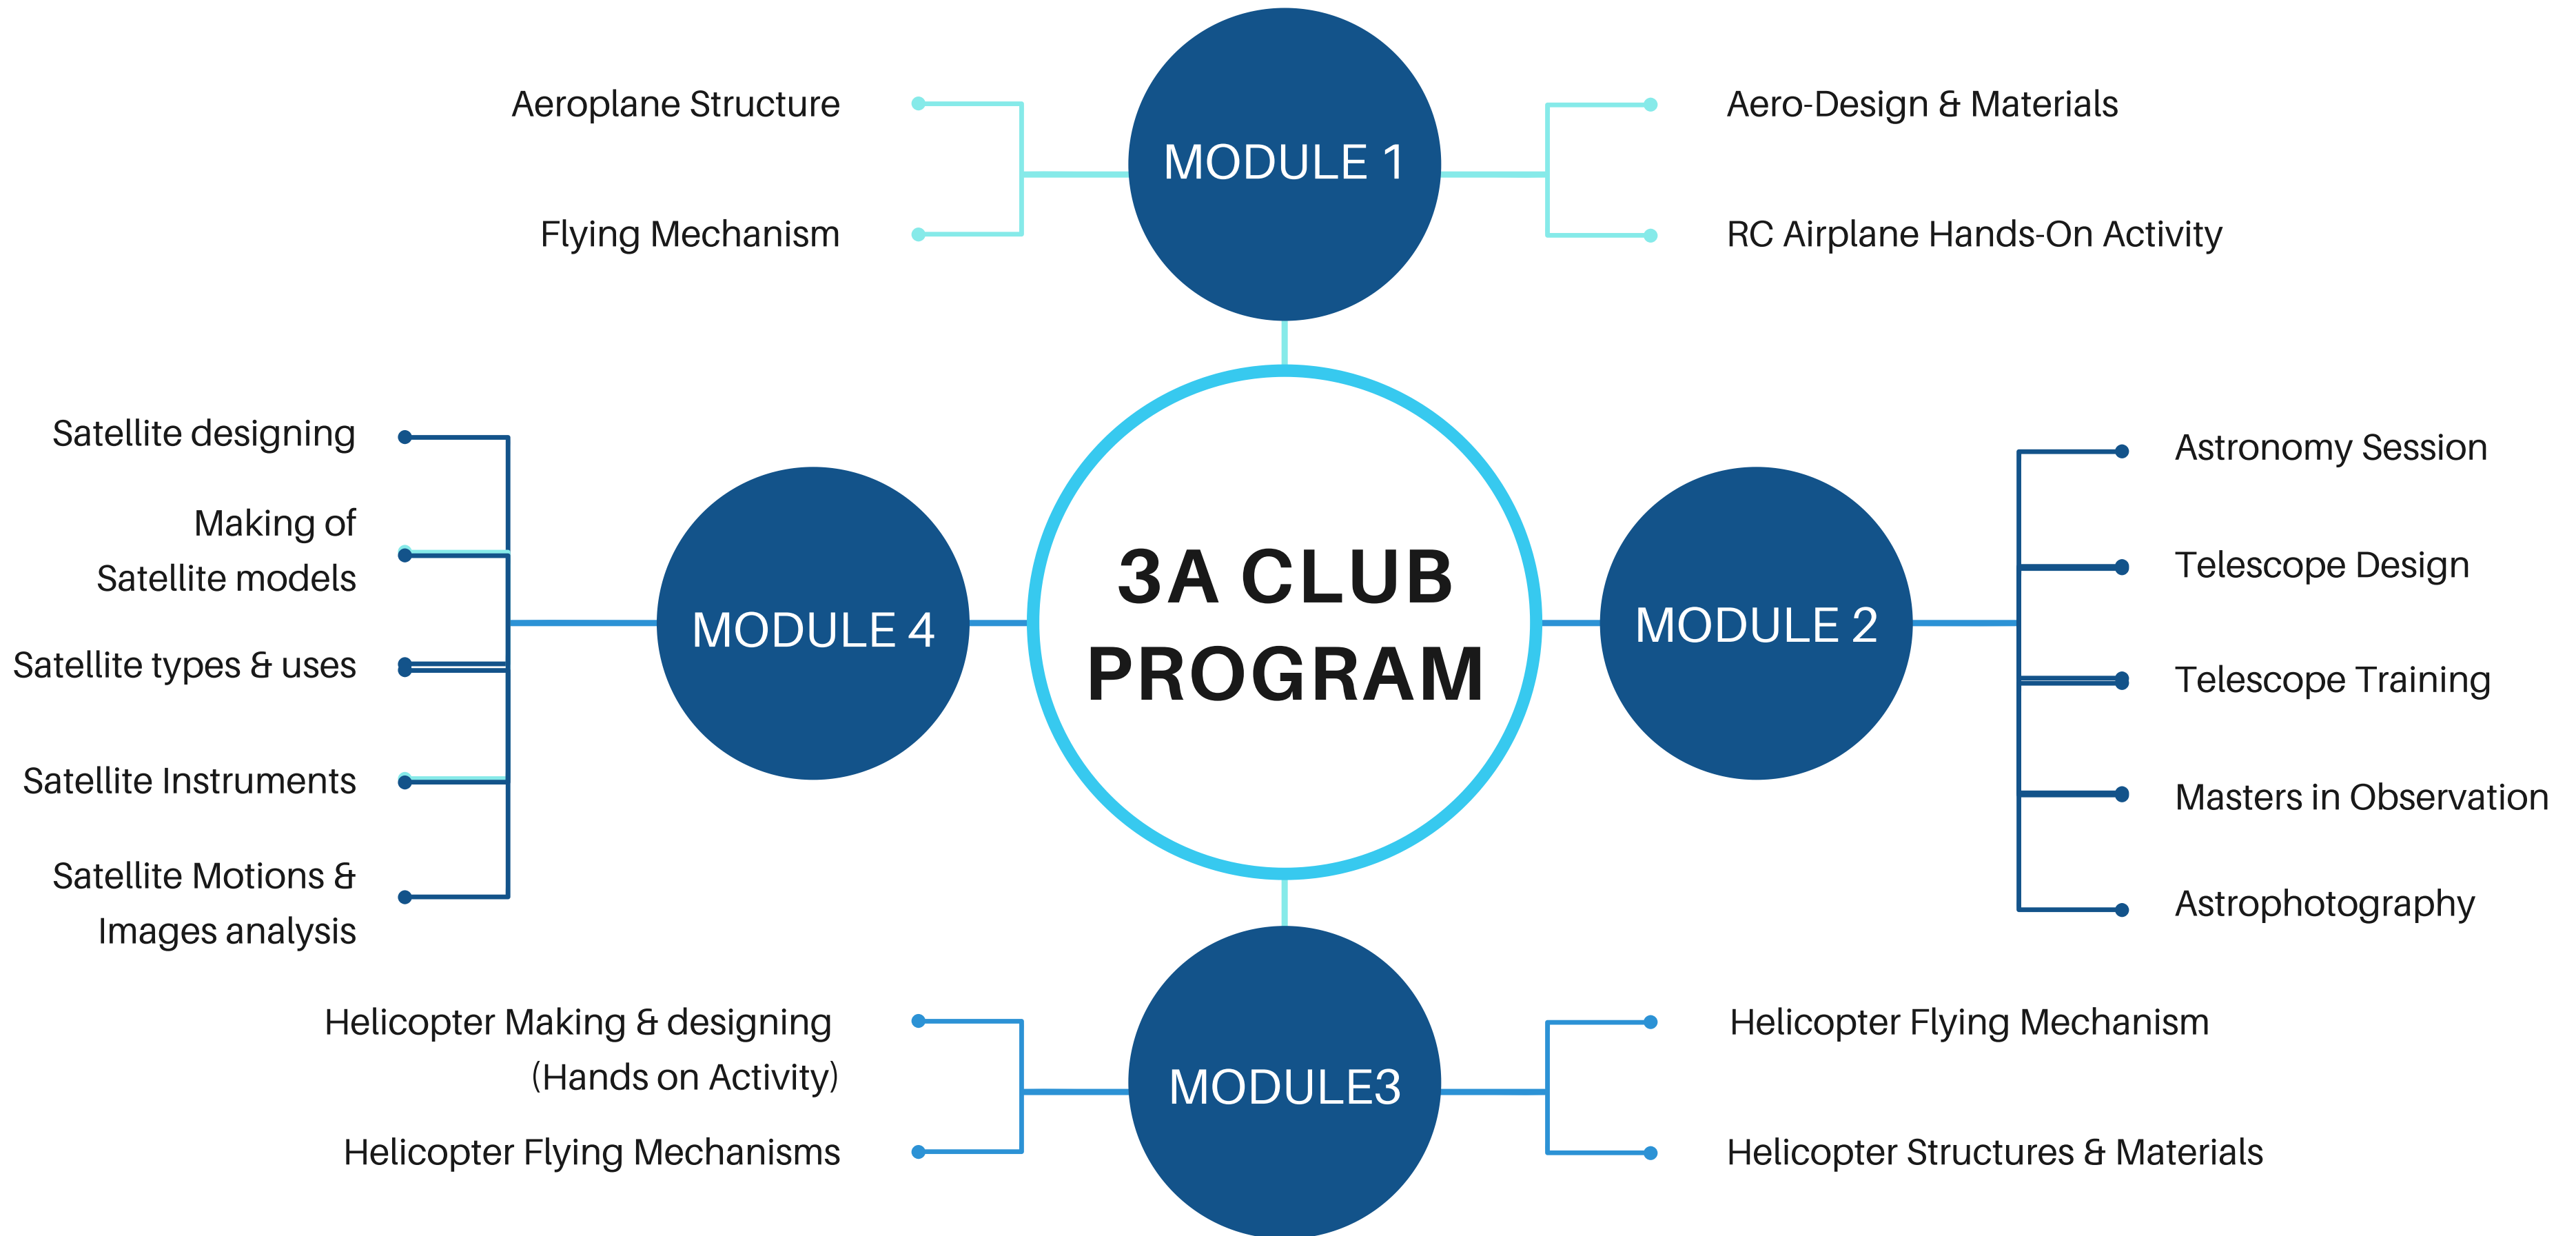 MODULE 1
Aeroplane Structure
Flying Mechanism
Aero-Design & Materials
RC Airplane Hands-On Activity
3A CLUB
PROGRAM
MODULE 4
Satellite designing
Making of
Satellite models
Satellite types & uses
Satellite Instruments
Satellite Motions &
Images analysis
MODULE 2
Astronomy Session
Telescope Design
Telescope Training
Masters in Observation
Astrophotography
MODULE3
Helicopter Making & designing
(Hands on Activity)
Helicopter Flying Mechanisms
Helicopter Flying Mechanism
Helicopter Structures & Materials